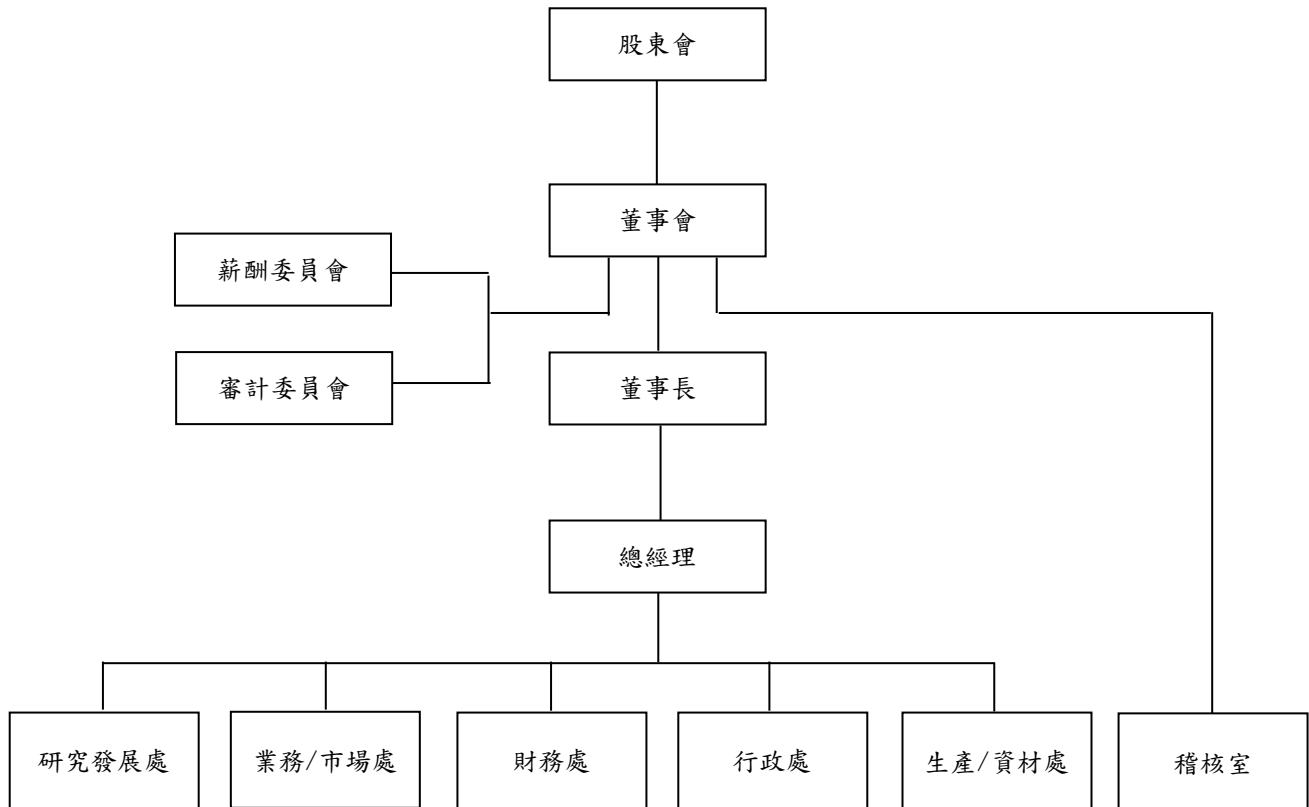 股東會
董事會
薪酬委員會
審計委員會
董事長
總經理
研究發展處
業務/市場處
財務處
行政處
生產/資材處
稽核室